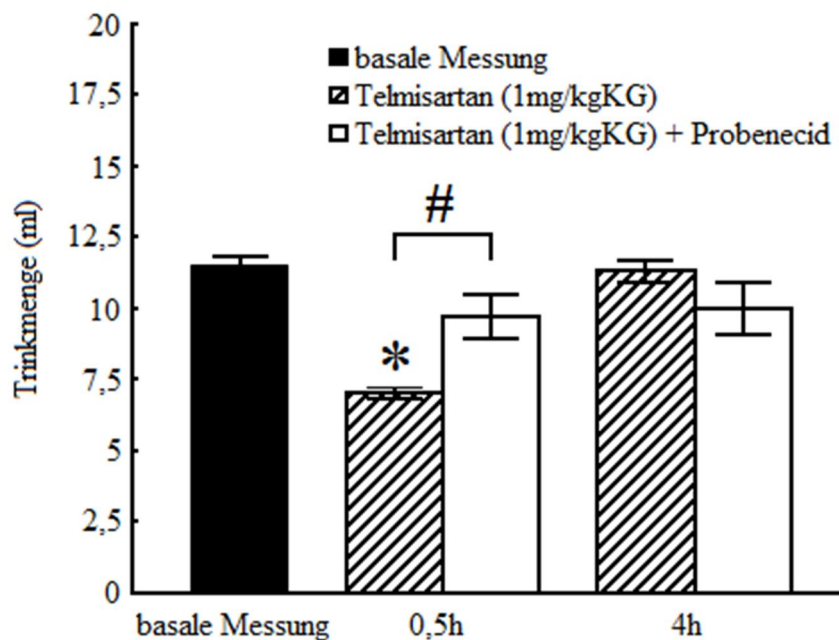 20
17,5
15
12,5
10
7,5
5
2,5
0
Trinkmenge (ml)
basale Messung
Telmisartan (1mg/kgKG)
Telmisartan (1mg/kgKG) + Probenecid
#
*
basale Messung 0,5h 4h